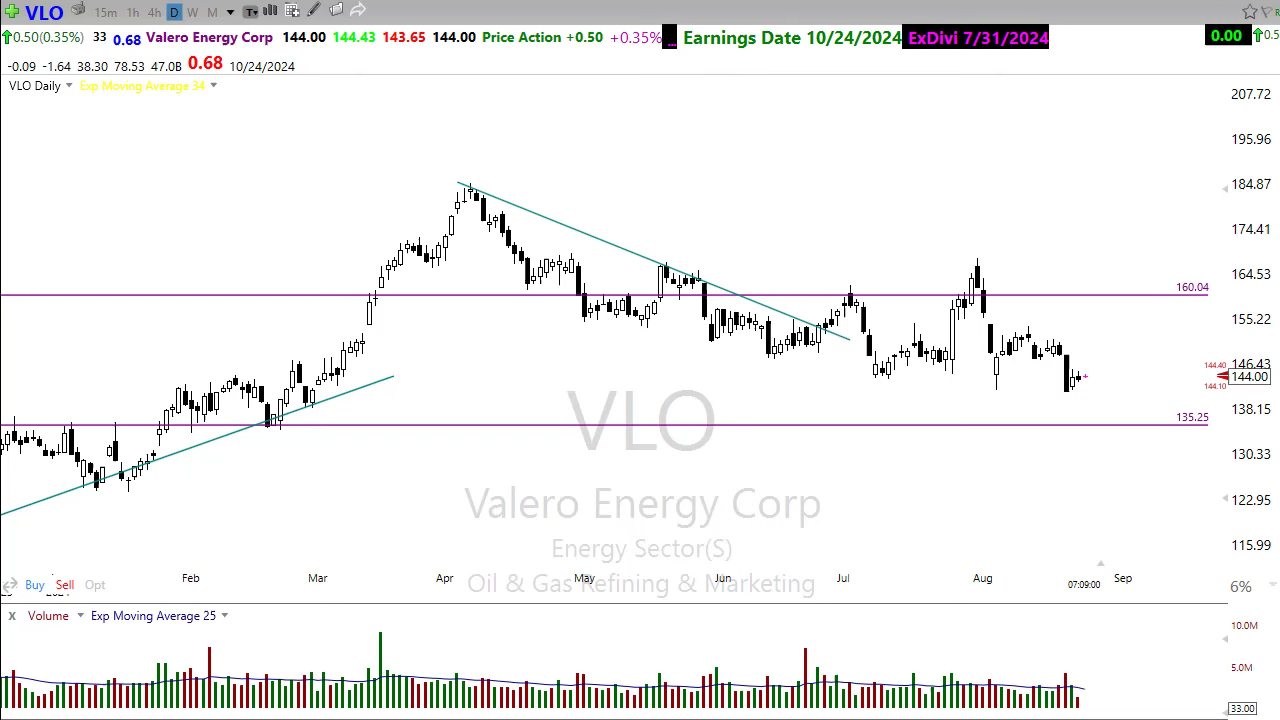 VLO 15m 1h 4h D W M T
0.50(0.35%) 33 0.68 Valero Energy Corp 144.00 144.43 143.65 144.00 Price Action +0.50 +0.35% Earnings Date 10/24/2024 ExDivi 7/31/2024 0.00
-0.09 -1.64 38.30 78.53 47.0B 0.68 10/24/2024
VLO Daily Exp Moving Average 34
207.72
195.96
184.87
174.41
164.53
160.04
155.22
146.43
144.40
144.00
144.10
138.15
135.25
130.33
122.95
115.99
VLO
Valero Energy Corp
Energy Sector(S)
Oil & Gas Refining & Marketing
Feb Mar Apr May Jun Jul Aug Sep
Buy Sell Opt 07:09:00 6%
X Volume Exp Moving Average 25
10.0M
5.0M
33.00